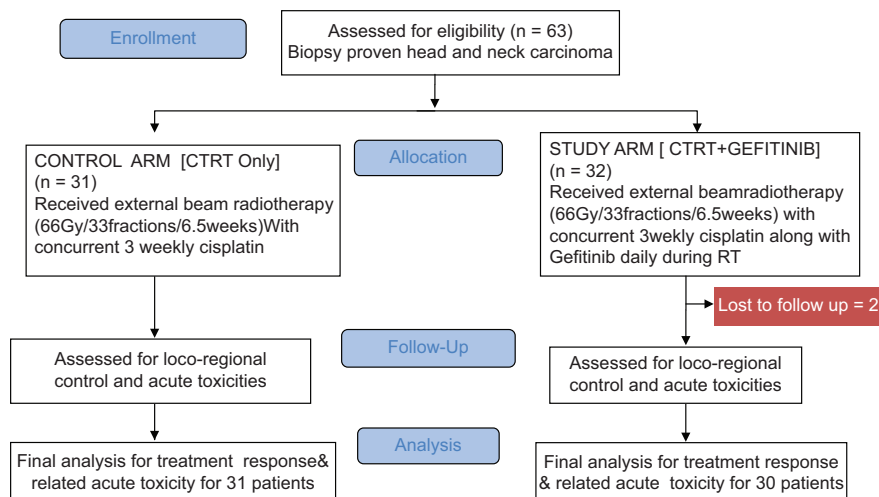 Enrollment
Assessed for eligibility (n = 63)
Biopsy proven head and neck carcinoma
Allocation
CONTROL ARM [CTRT Only]
(n = 31)
Received external beam radiotherapy
(66Gy/33fractions/6.5weeks)With
concurrent 3 weekly cisplatin
STUDY ARM [ CTRT+GEFITINIB]
(n = 32)
Received external beamradiotherapy
(66Gy/33fractions/6.5weeks) with
concurrent 3wekly cisplatin along with
Gefitinib daily during RT
Lost to follow up = 2
Follow-Up
Assessed for loco-regional
control and acute toxicities
Assessed for loco-regional
control and acute toxicities
Analysis
Final analysis for treatment response&
related acute toxicity for 31 patients
Final analysis for treatment response
& related acute toxicity for 30 patients